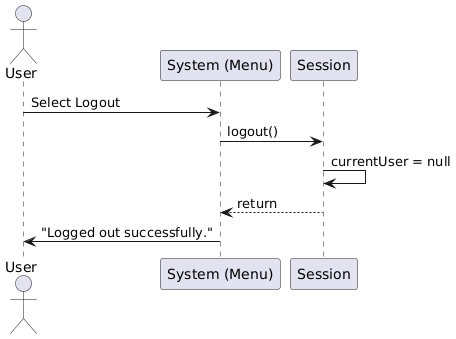 User
System (Menu)
Session
Select Logout
logout()
currentUser = null
return
"Logged out successfully."
User
System (Menu)
Session